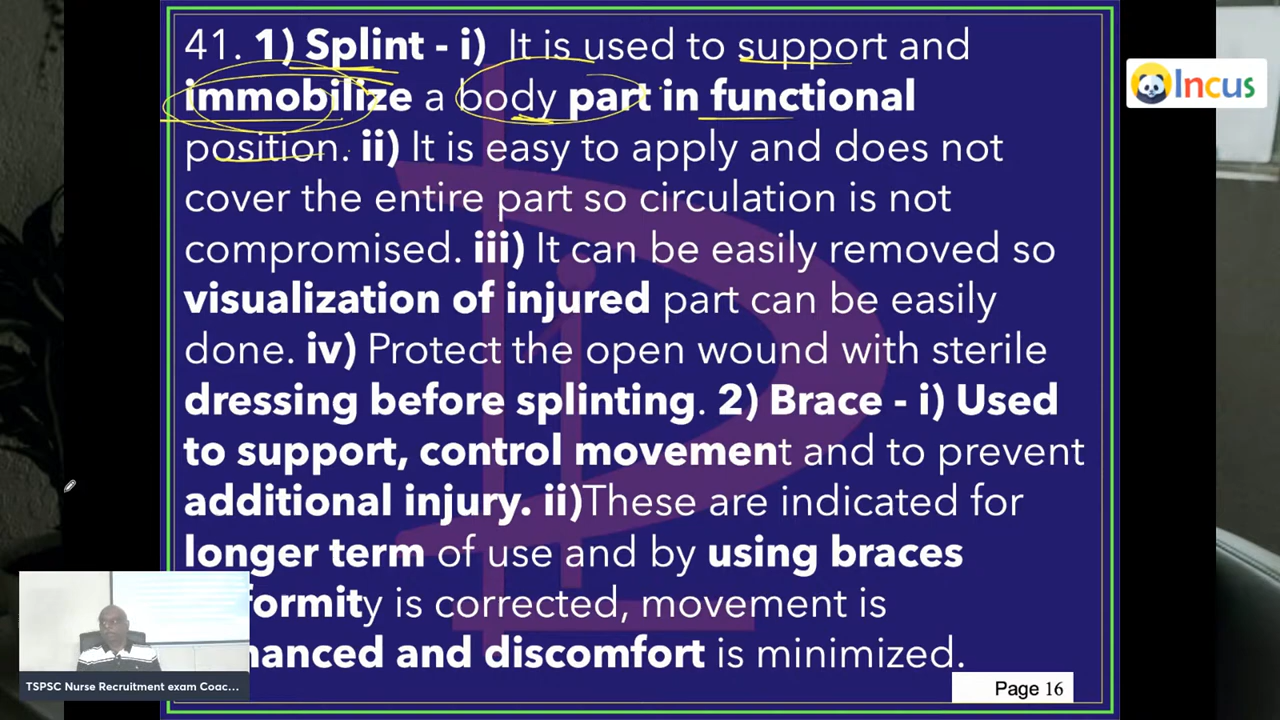 41. 1) Splint - i) It is used to support and
immobilize a body part in functional
position. ii) It is easy to apply and does not
cover the entire part so circulation is not
compromised. iii) It can be easily removed so
visualization of injured part can be easily
done. iv) Protect the open wound with sterile
dressing before splinting. 2) Brace - i) Used
to support, control movement and to prevent
additional injury. ii)These are indicated for
longer term of use and by using braces
formity is corrected, movement is
hanced and discomfort is minimized.
Page 16
Incus
TSPSC Nurse Recruitment exam Coac...